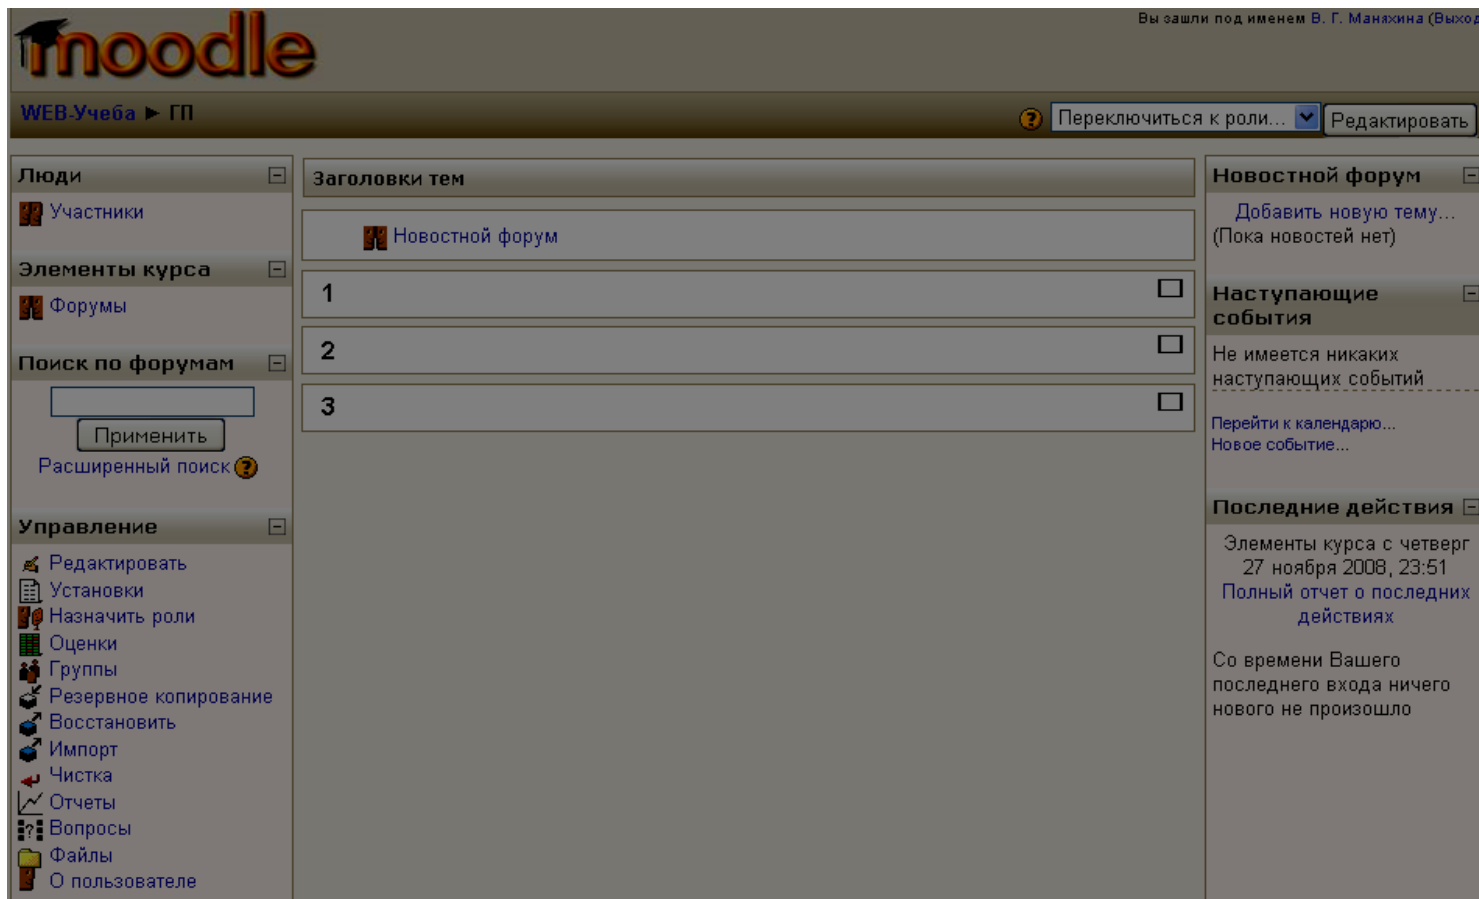 moodle
Вы зашли под именем В. Г. Маняхина (Выход
WEB-Учеба ► ГП
Переключиться к роли...
Редактировать
Люди
Участники
Элементы курса
Форумы
Поиск по форумам
Применить
Расширенный поиск
Управление
Редактировать
Установки
Назначить роли
Оценки
Группы
Резервное копирование
Восстановить
Импорт
Чистка
Отчеты
Вопросы
Файлы
О пользователе
Заголовки тем
Новостной форум
1
2
3
Новостной форум
Добавить новую тему...
(Пока новостей нет)
Наступающие
события
Не имеется никаких
наступающих событий
Перейти к календарю...
Новое событие...
Последние действия
Элементы курса с четверг
27 ноября 2008, 23:51
Полный отчет о последних
действиях
Со времени Вашего
последнего входа ничего
нового не произошло